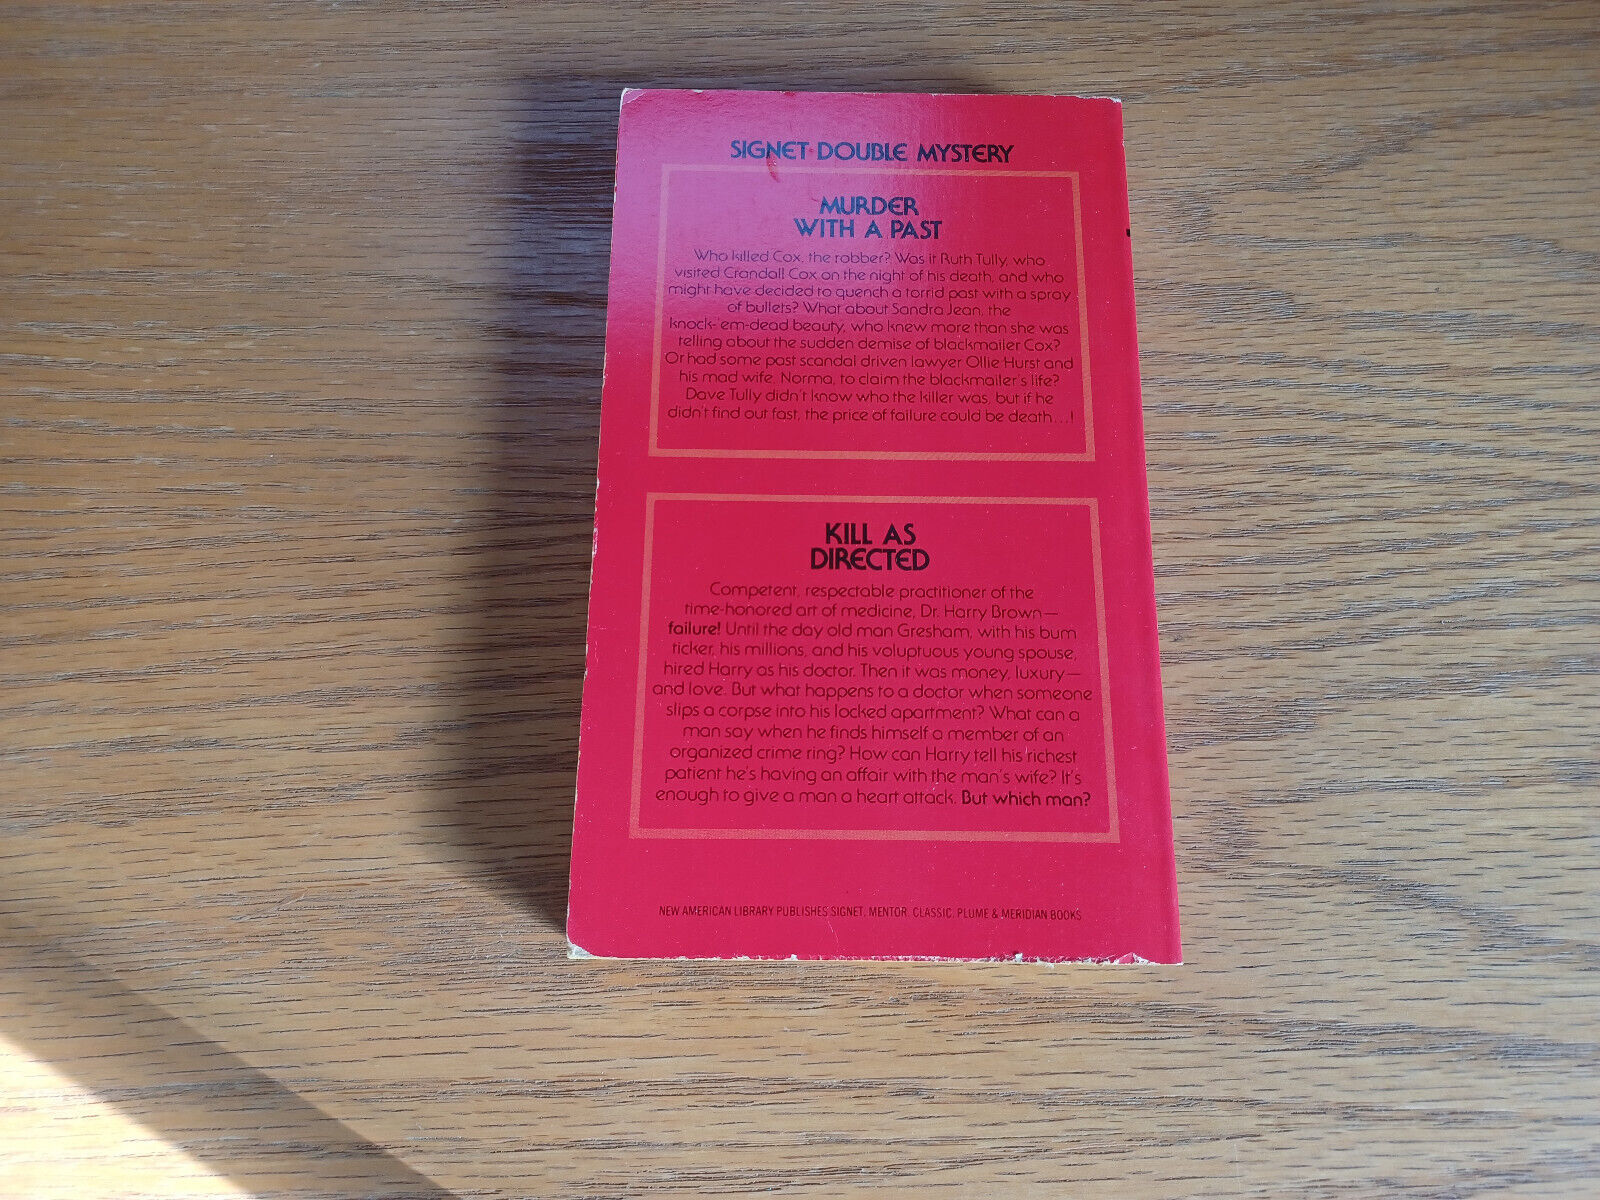 SIGNET DOUBLE MYSTERY
MURDER
WITH A PAST
Who killed Cox, the robber? Was it Ruth Tully, who
visited Crandall Cox on the night of his death, and who
might have decided to quench a torrid past with a spray
of bullets? What about Sandra Jean, the
knock-'em-dead beauty, who knew more than she was
telling about the sudden demise of blackmailer Cox?
Or had some past scandal driven lawyer Ollie Hurst and
his mad wife, Norma, to claim the blackmailer's life?
Dave Tully didn't know who the killer was, but if he
didn't find out fast, the price of failure could be death...!
KILL AS
DIRECTED
Competent, respectable practitioner of the
time-honored art of medicine, Dr. Harry Brown—
failure! Until the day old man Gresham, with his bum
ticker, his millions, and his voluptuous young spouse,
hired Harry as his doctor. Then it was money, luxury—
and love. But what happens to a doctor when someone
slips a corpse into his locked apartment? What can a
man say when he finds himself a member of an
organized crime ring? How can Harry tell his richest
patient he's having an affair with the man's wife? It's
enough to give a man a heart attack. But which man?
NEW AMERICAN LIBRARY PUBLISHES SIGNET, MENTOR, CLASSIC, PLUME & MERIDIAN BOOKS